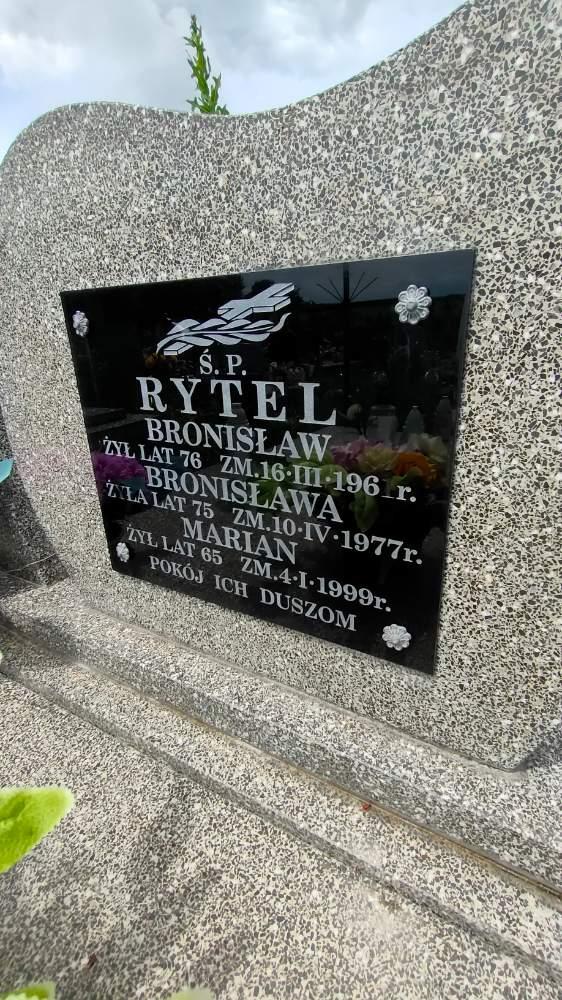 Ś. P.
RYTEL
BRONISŁAW
ŻYŁ LAT 76 ZM.16·III·1961r.
BRONISŁAWA
ŻYŁA LAT 75 ZM.10·IV·1977r.
MARIAN
ŻYŁ LAT 65 ZM.4·I·1999r.
POKÓJ ICH DUSZOM